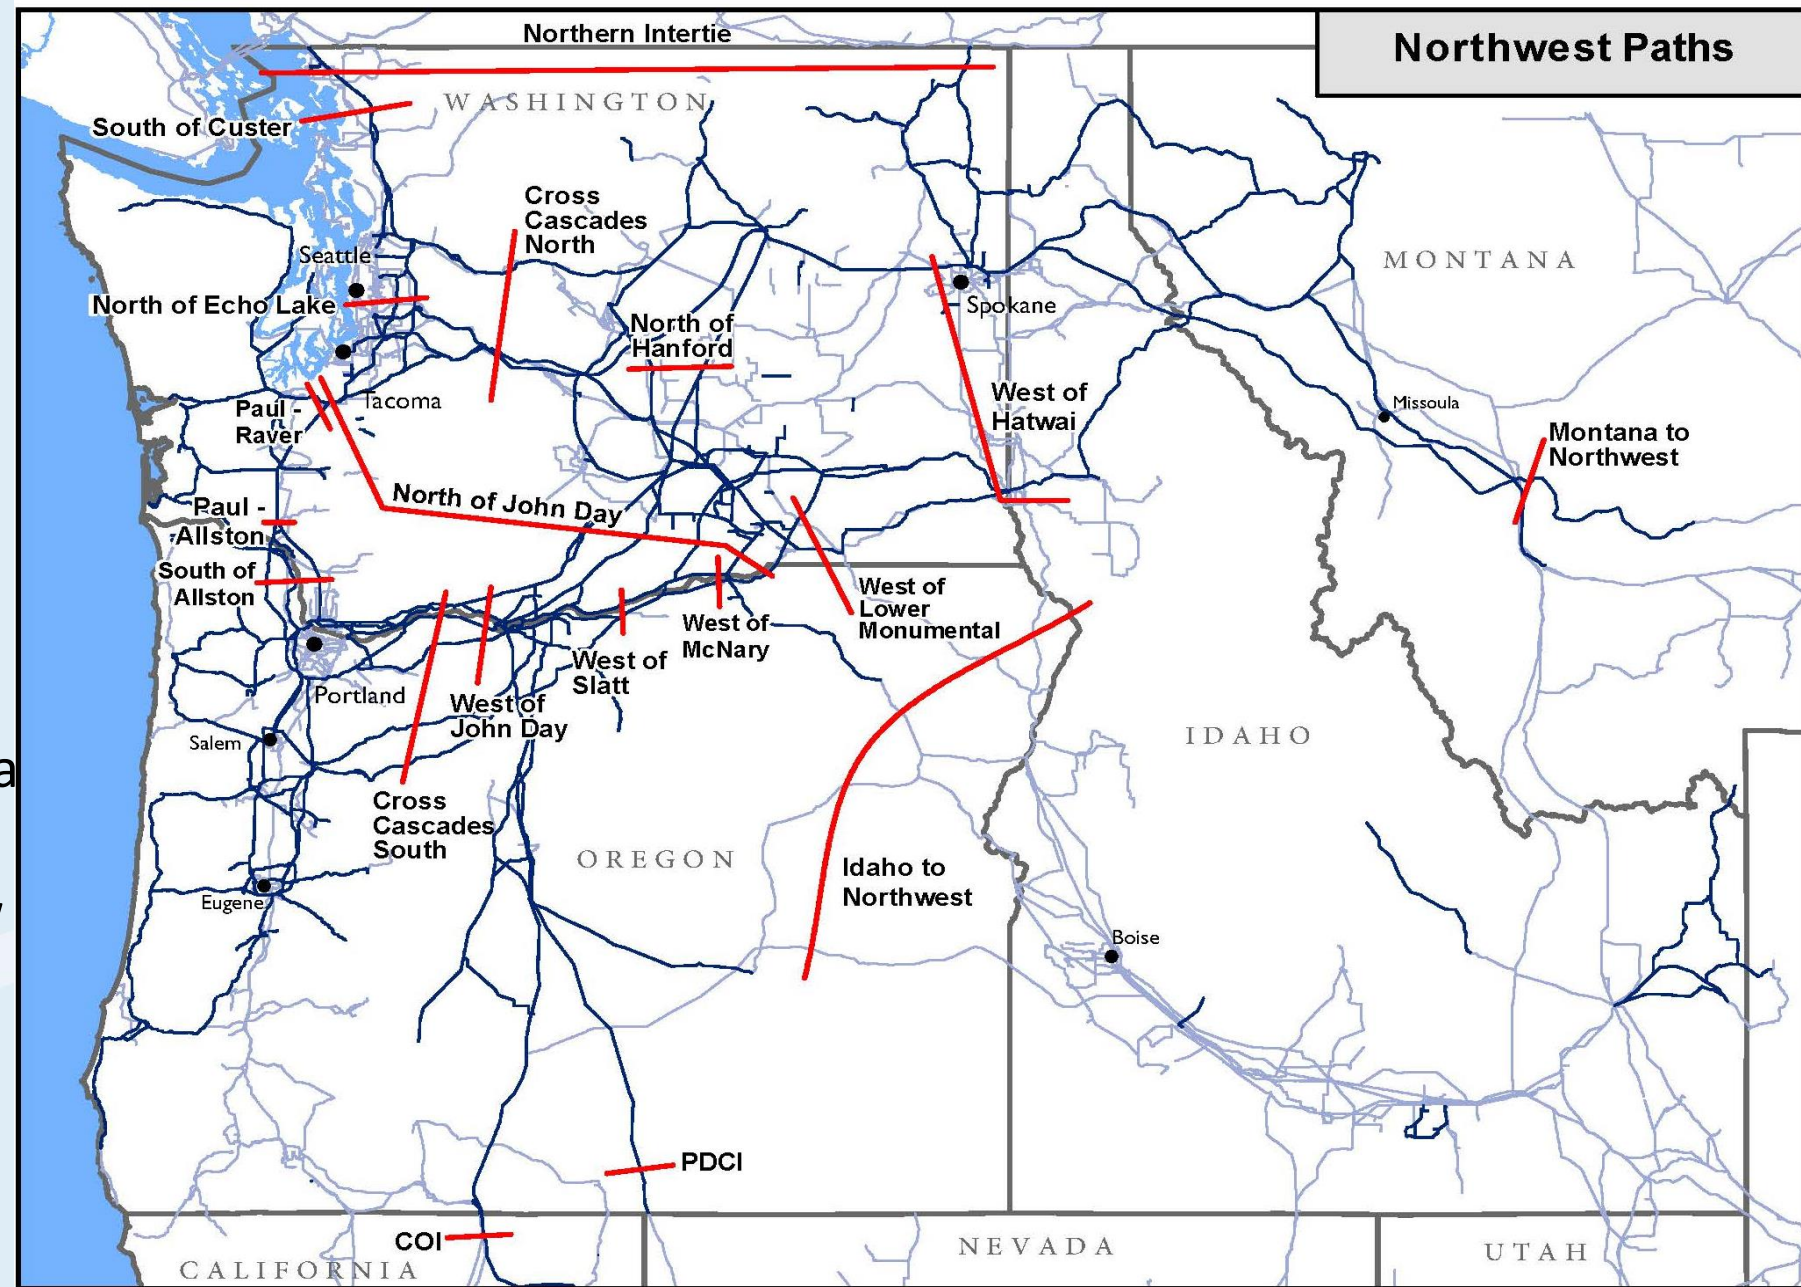 Northern Intertie
Northwest Paths
WASHINGTON
South of Custer
Cross
Cascades
North
Seattle
MONTANA
North of Echo Lake
Spokane
North of
Hanford
Tacoma
Paul -
Raver
West of
Hatwai
Missoula
Montana to
Northwest
North of John Day
Paul -
Allston
South of
Allston
West of
Lower
Monumental
West of
McNary
West of
Slatt
Portland
West of
John Day
Salem
IDAHO
a
Cross
Cascades
South
OREGON
Idaho to
Northwest
Eugene
Boise
PDCI
COI
NEVADA
UTAH
CALIFORNIA